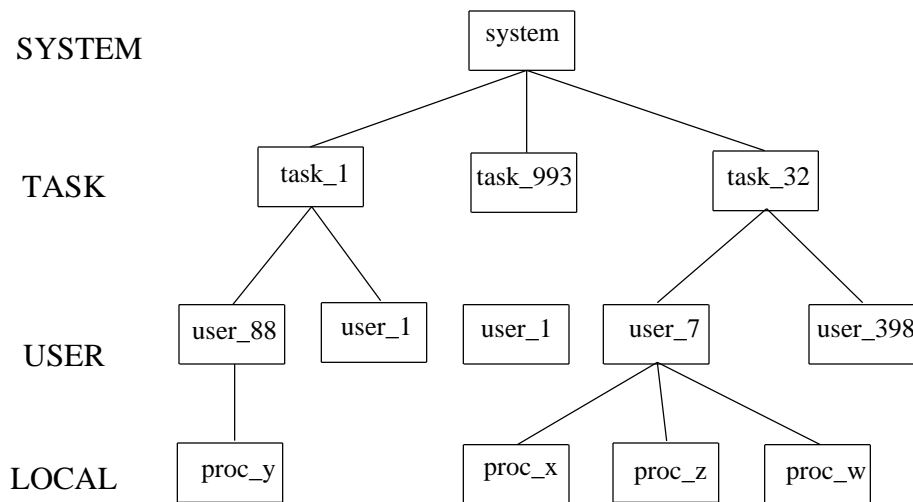 SYSTEM
system
TASK
task_1
task_993
task_32
USER
user_88
user_1
user_1
user_7
user_398
LOCAL
proc_y
proc_x
proc_z
proc_w